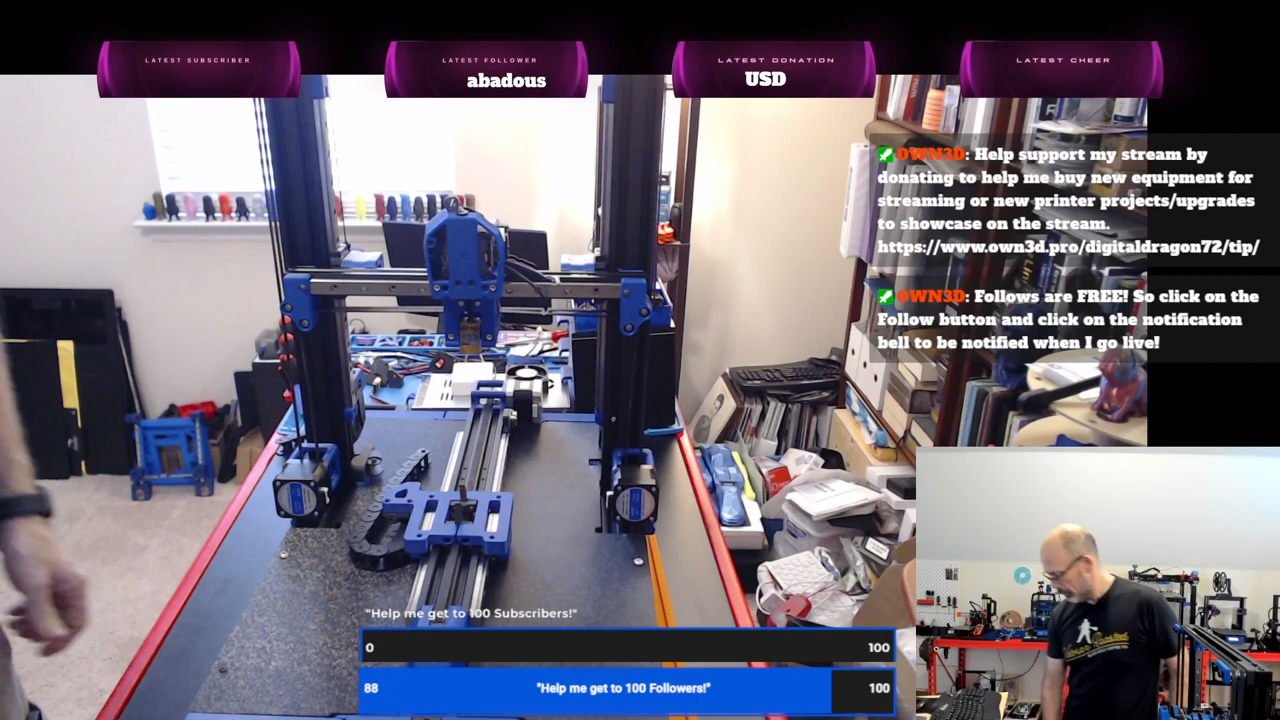 LATEST SUBSCRIBER
LATEST FOLLOWER
abadous
LATEST DONATION
USD
LATEST CHEER
OWN3D: Help support my stream by
donating to help me buy new equipment for
streaming or new printer projects/upgrades
to showcase on the stream.
https://www.own3d.pro/digitaldragon72/tip/
OWN3D: Follows are FREE! So click on the
Follow button and click on the notification
bell to be notified when I go live!
"Help me get to 100 Subscribers!"
0 100
88 "Help me get to 100 Followers!" 100